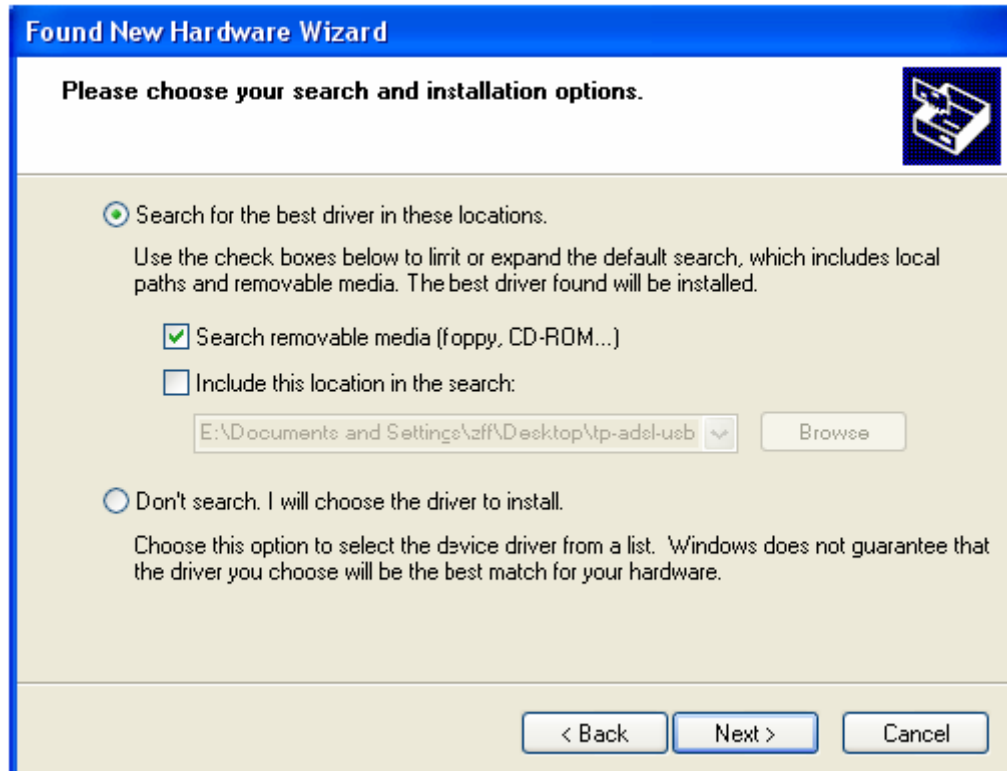 Found New Hardware Wizard
Please choose your search and installation options.
Search for the best driver in these locations.
Use the check boxes below to limit or expand the default search, which includes local
paths and removable media. The best driver found will be installed.
Search removable media (foppy, CD-ROM...)
Include this location in the search:
E:\Documents and Settings\zff\Desktop\tp-adsl-usb
Browse
Don't search. I will choose the driver to install.
Choose this option to select the device driver from a list. Windows does not guarantee that
the driver you choose will be the best match for your hardware.
< Back Next > Cancel